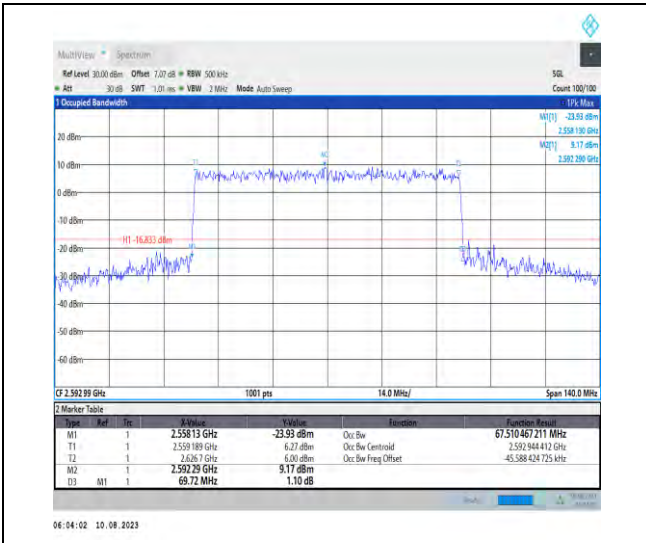 MultiView Spectrum
Ref Level 30.00 dBm Offset 7.07 dB RBW 500 kHz SGL
Att 30 dB SWT 1.01 ms VBW 2 MHz Mode Auto Sweep Count 100/100
1 Occupied Bandwidth 1Pk Max
M1[1] -23.93 dBm
2.558 130 GHz
M2[1] 9.17 dBm
2.592 290 GHz
20 dBm
10 dBm
0 dBm
-10 dBm
H1 -16.833 dBm
-20 dBm
-30 dBm
-40 dBm
-50 dBm
-60 dBm
CF 2.592 99 GHz 1001 pts 14.0 MHz/ Span 140.0 MHz
2 Marker Table
Type Ref Trc X-Value Y-Value Function Function Result
M1 1 2.558 13 GHz -23.93 dBm Occ Bw 67.510 467 211 MHz
T1 1 2.559 189 GHz 6.27 dBm Occ Bw Centroid 2.592 944 412 GHz
T2 1 2.626 7 GHz 6.00 dBm Occ Bw Freq Offset -45.588 424 725 kHz
M2 1 2.592 29 GHz 9.17 dBm
D3 M1 1 69.72 MHz 1.10 dB
06:04:02 10.08.2023